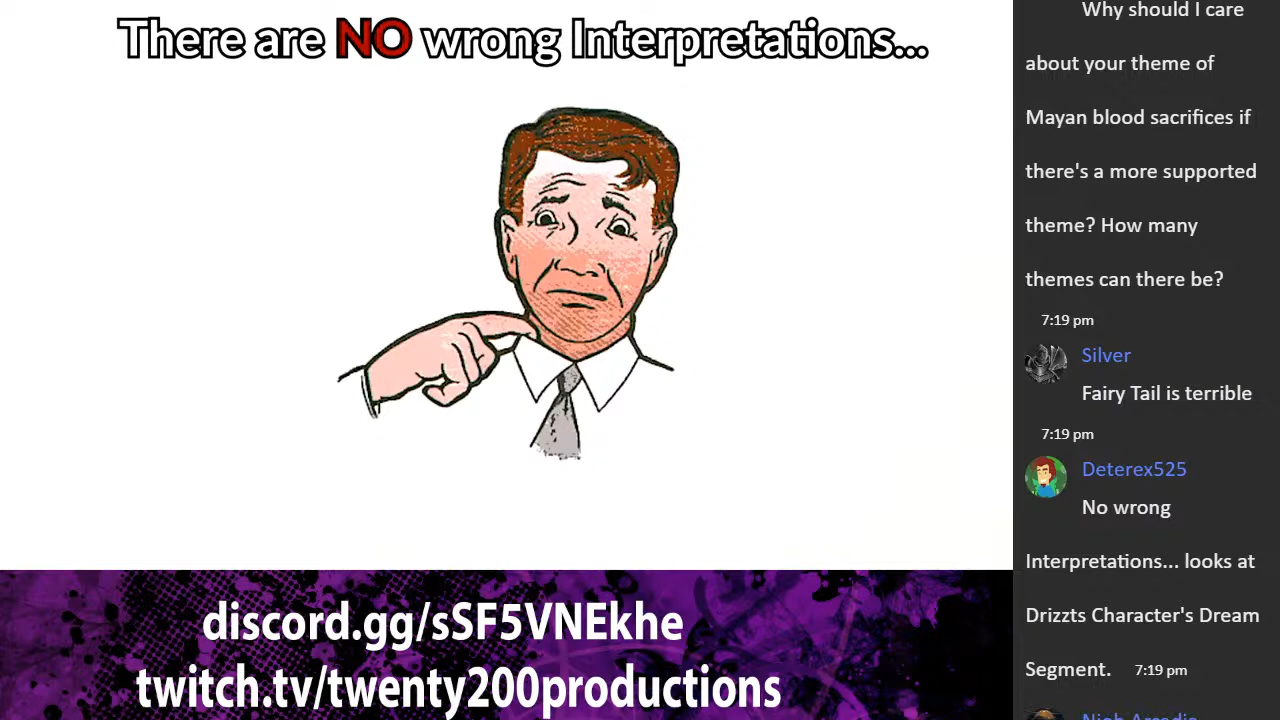 There are NO wrong Interpretations...
discord.gg/sSF5VNEkhe
twitch.tv/twenty200productions
Why should I care
about your theme of
Mayan blood sacrifices if
there's a more supported
theme? How many
themes can there be?
7:19 pm
Silver
Fairy Tail is terrible
7:19 pm
Deterex525
No wrong
Interpretations... looks at
Drizzts Character's Dream
Segment. 7:19 pm